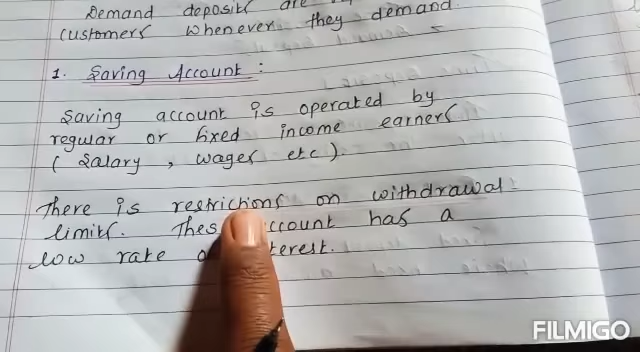 Demand deposits are
customers whenever they demand.
1. Saving Account :
Saving account is operated by
regular or fixed income earners
( Salary , wages etc ).
There is restrictions on withdrawal
limits. Thes ccount has a
low rate o terest.
FILMIGO